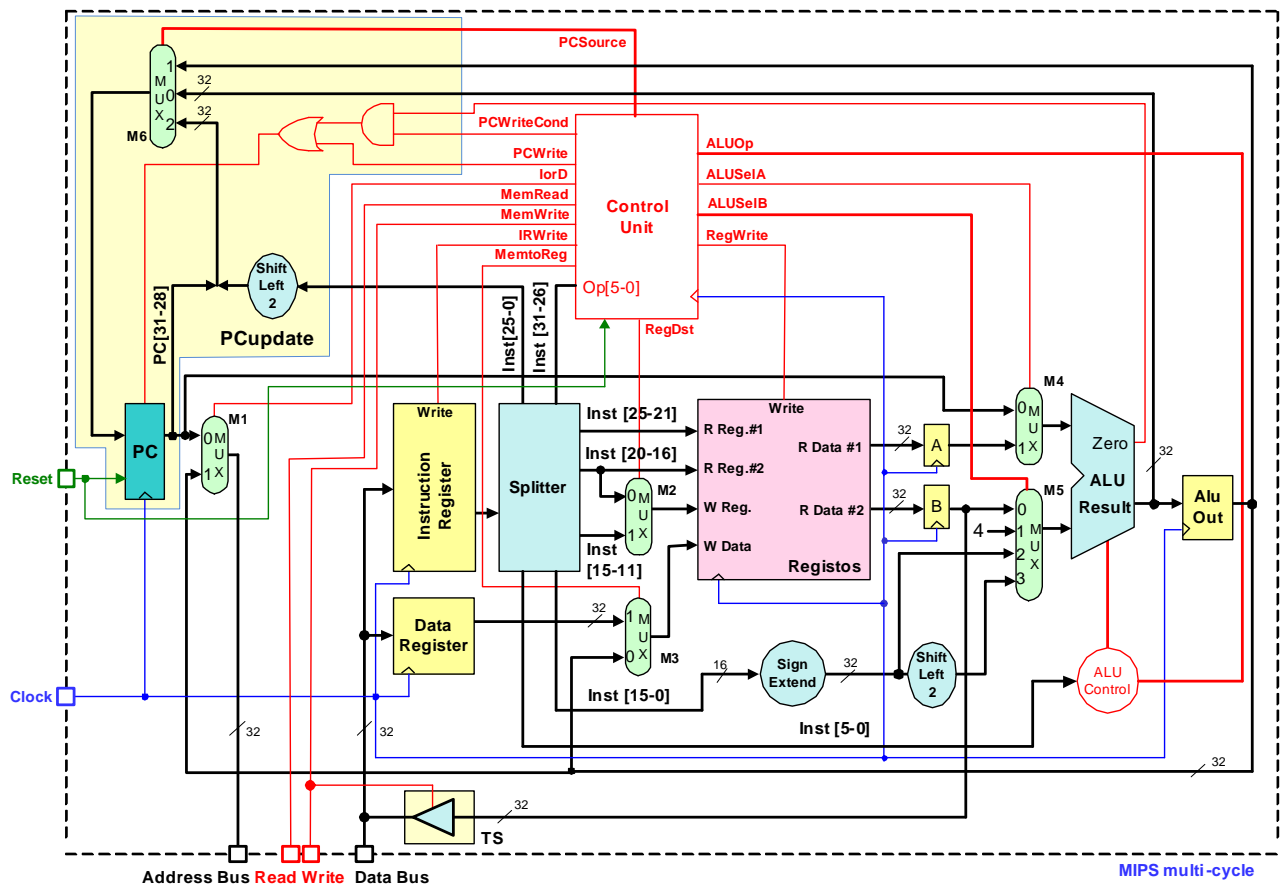 PCSource
1
M
U
X
0
2
32
32
M6
PCWriteCond
PCWrite
IorD
MemRead
MemWrite
IRWrite
MemtoReg
Control
Unit
Op[5-0]
ALUOp
ALUSelA
ALUSelB
RegWrite
RegDst
Shift
Left
2
PCupdate
PC[31-28]
Inst[25-0]
Inst [31-26]
PC
M1
0
M
U
X
1
Write
Instruction
Register
Splitter
Inst [25-21]
Inst [20-16]
Inst
[15-11]
M2
0
M
U
X
1
Write
R Reg.#1
R Reg.#2
W Reg.
W Data
R Data #1
R Data #2
Registos
32
32
A
B
M4
0
M
U
X
1
M5
0
1
2
3
M
U
X
4
Zero
ALU
Result
32
Alu
Out
Reset
Data
Register
32
1
M
U
X
0
M3
Inst [15-0]
16
Sign
Extend
32
Shift
Left
2
ALU
Control
Inst [5-0]
Clock
32
32
32
32
TS
Address Bus Read Write Data Bus
MIPS multi-cycle